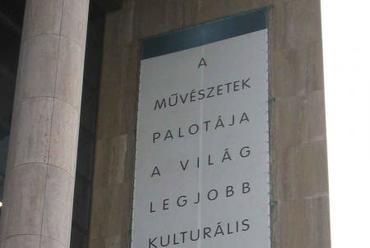 A
MŰVÉSZETEK
PALOTÁJA
A VILÁG
LEGJOBB
KULTURÁLIS